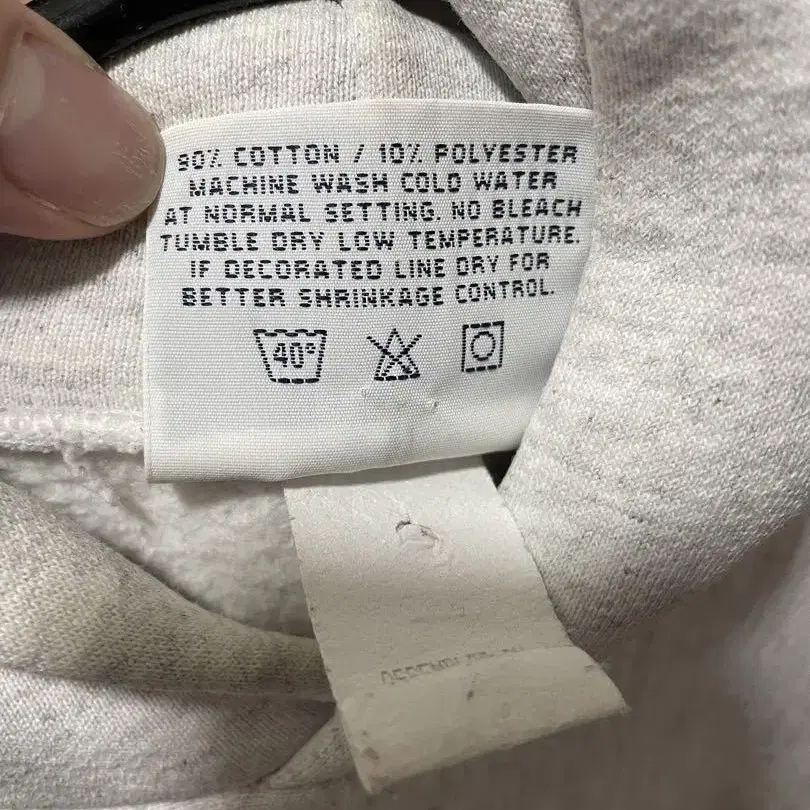 90% COTTON / 10% POLYESTER
MACHINE WASH COLD WATER
AT NORMAL SETTING. NO BLEACH
TUMBLE DRY LOW TEMPERATURE.
IF DECORATED LINE DRY FOR
BETTER SHRINKAGE CONTROL.
40°